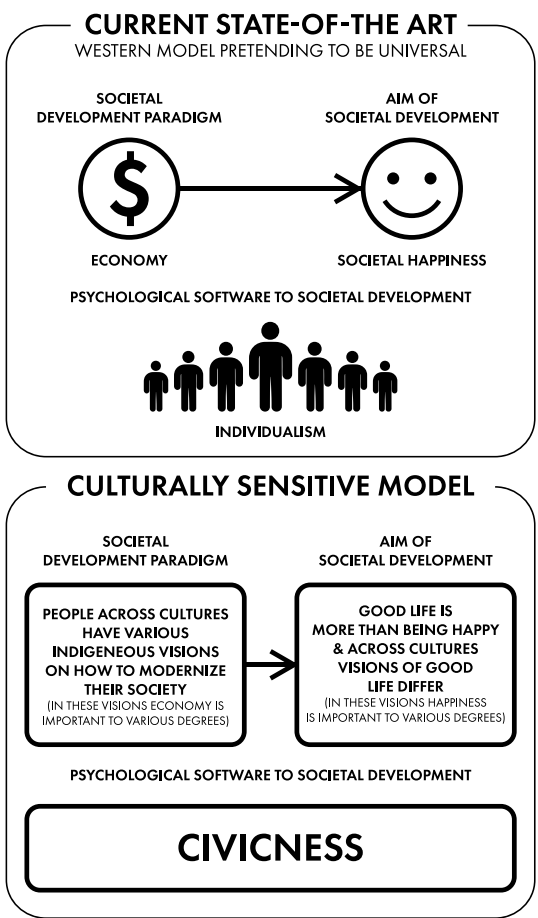 CURRENT STATE-OF-THE ART
WESTERN MODEL PRETENDING TO BE UNIVERSAL
SOCIETAL
DEVELOPMENT PARADIGM
AIM OF
SOCIETAL DEVELOPMENT
$
ECONOMY
SOCIETAL HAPPINESS
PSYCHOLOGICAL SOFTWARE TO SOCIETAL DEVELOPMENT
INDIVIDUALISM
CULTURALLY SENSITIVE MODEL
SOCIETAL
DEVELOPMENT PARADIGM
AIM OF
SOCIETAL DEVELOPMENT
PEOPLE ACROSS CULTURES
HAVE VARIOUS
INDIGENEOUS VISIONS
ON HOW TO MODERNIZE
THEIR SOCIETY
(IN THESE VISIONS ECONOMY IS
IMPORTANT TO VARIOUS DEGREES)
GOOD LIFE IS
MORE THAN BEING HAPPY
& ACROSS CULTURES
VISIONS OF GOOD
LIFE DIFFER
(IN THESE VISIONS HAPPINESS
IS IMPORTANT TO VARIOUS DEGREES)
PSYCHOLOGICAL SOFTWARE TO SOCIETAL DEVELOPMENT
CIVICNESS